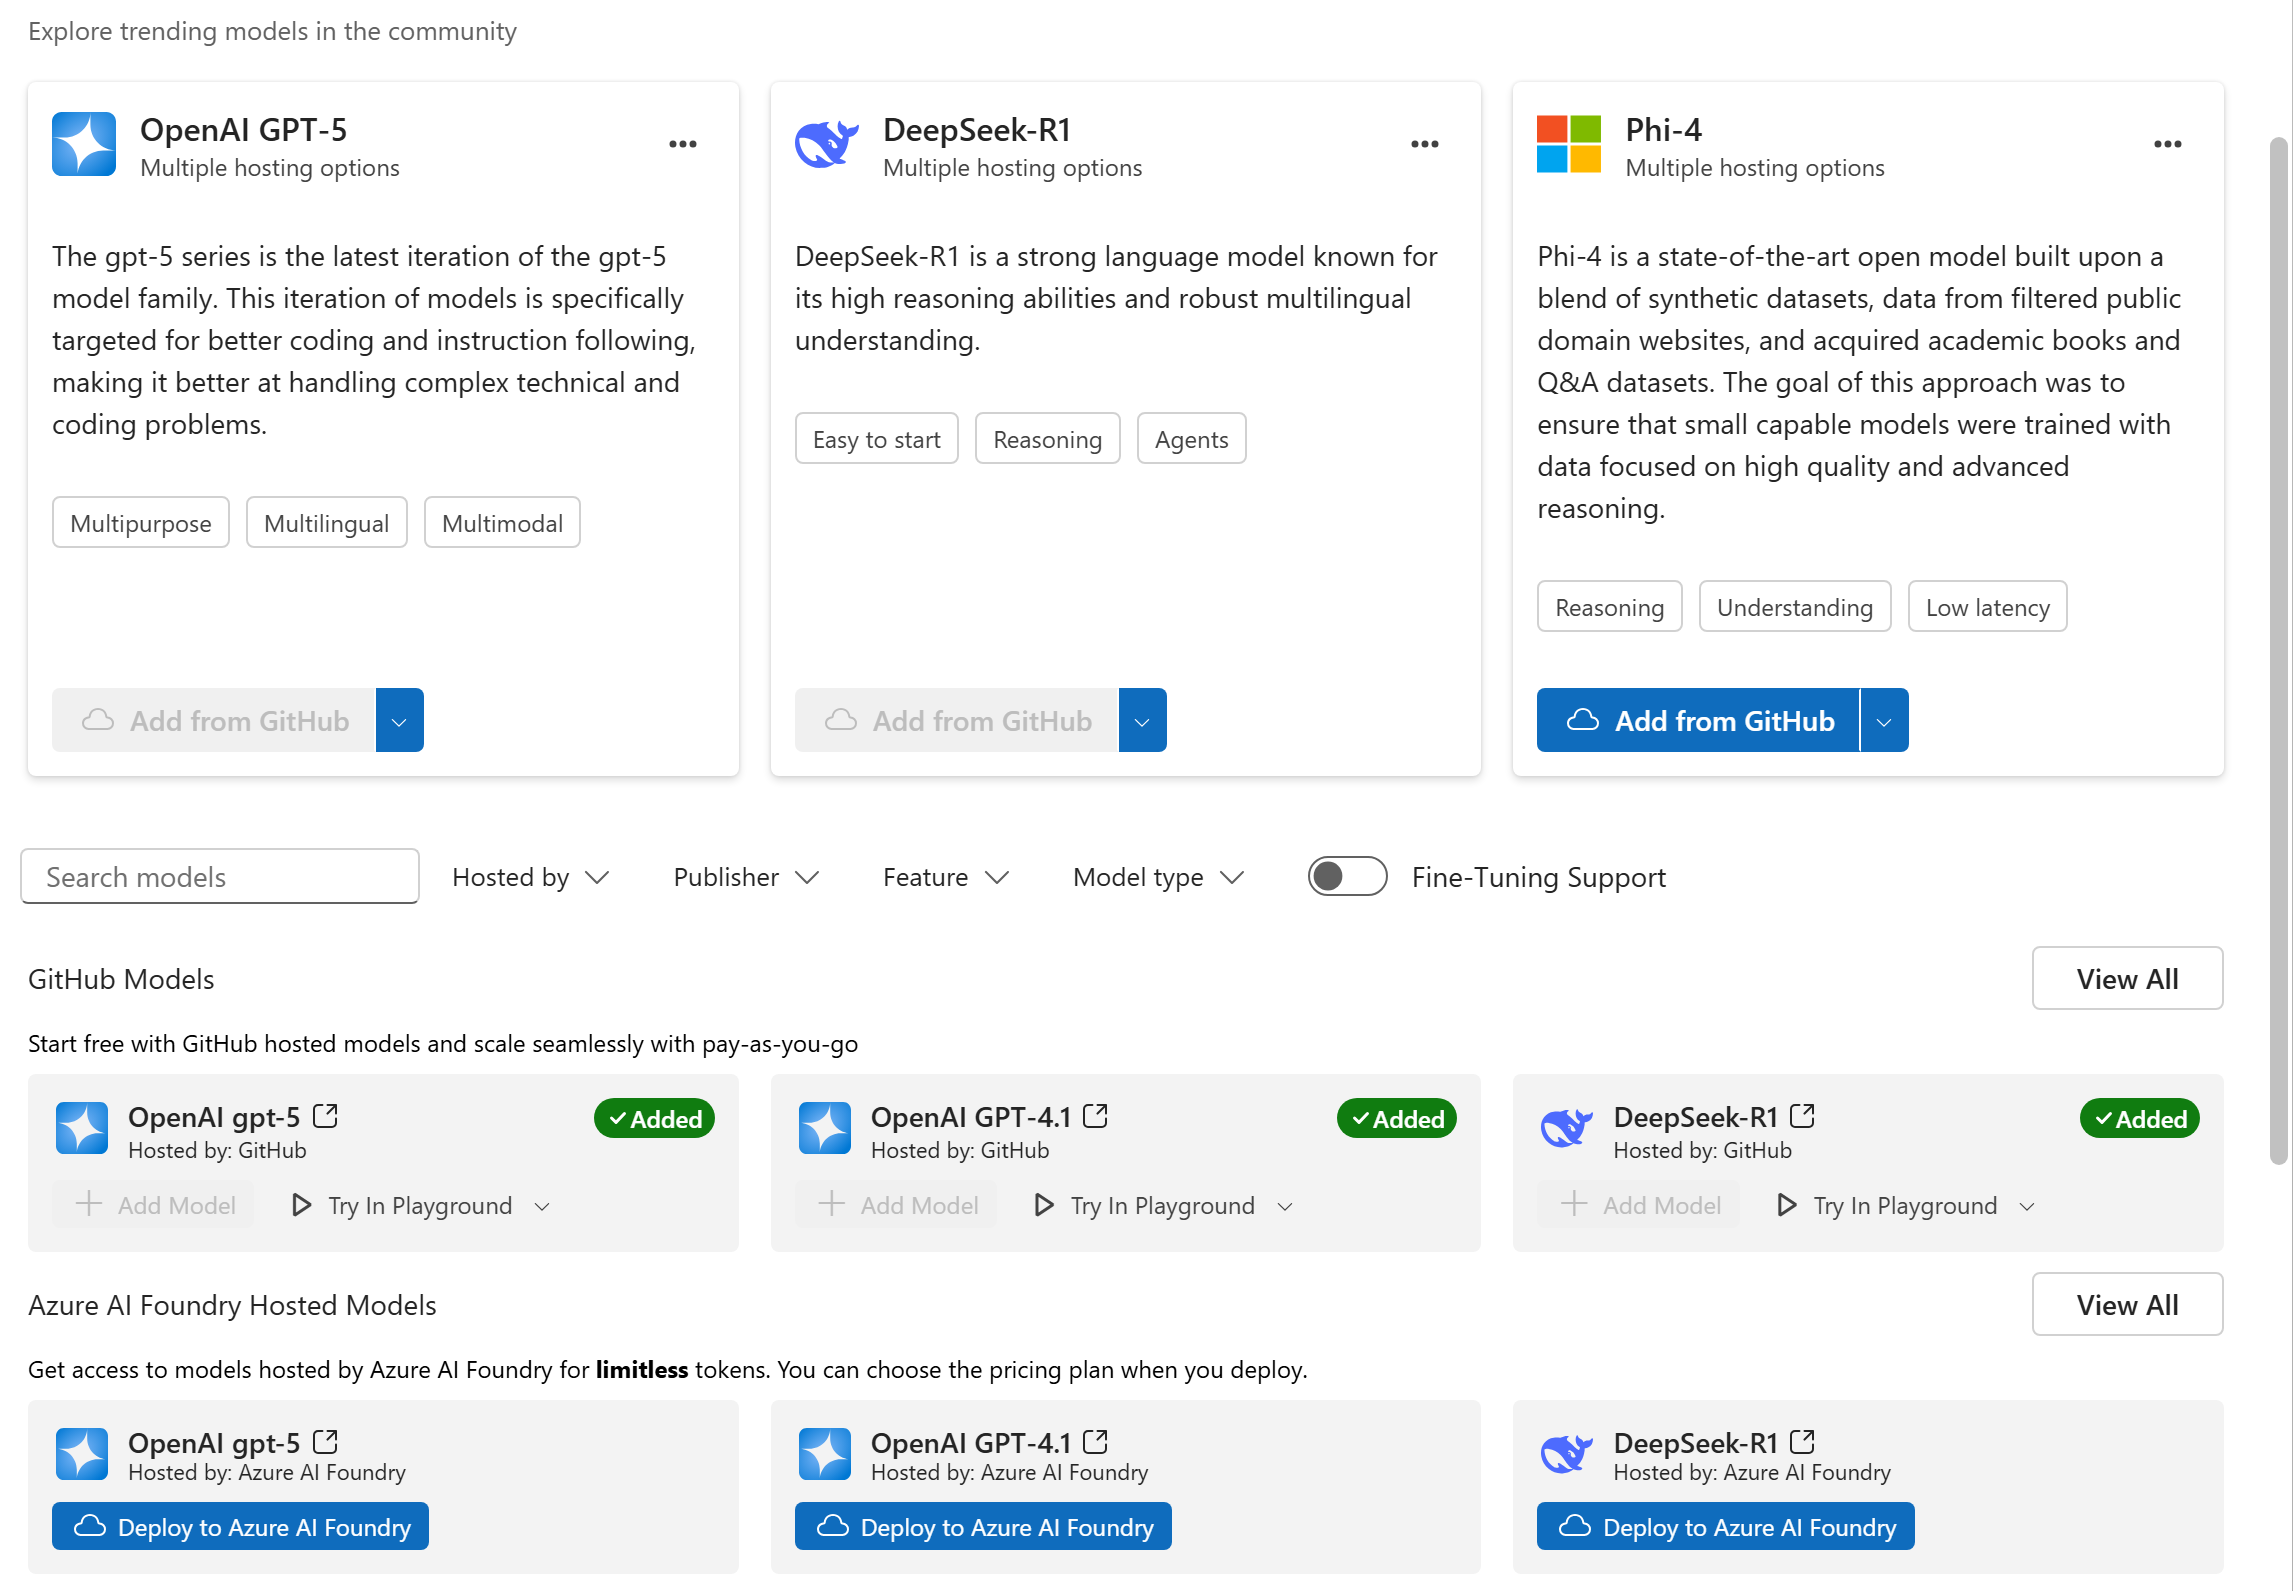 Explore trending models in the community
OpenAI GPT-5
Multiple hosting options
The gpt-5 series is the latest iteration of the gpt-5
model family. This iteration of models is specifically
targeted for better coding and instruction following,
making it better at handling complex technical and
coding problems.
Multipurpose
Multilingual
Multimodal
Add from GitHub
DeepSeek-R1
Multiple hosting options
DeepSeek-R1 is a strong language model known for
its high reasoning abilities and robust multilingual
understanding.
Easy to start
Reasoning
Agents
Add from GitHub
Phi-4
Multiple hosting options
Phi-4 is a state-of-the-art open model built upon a
blend of synthetic datasets, data from filtered public
domain websites, and acquired academic books and
Q&A datasets. The goal of this approach was to
ensure that small capable models were trained with
data focused on high quality and advanced
reasoning.
Reasoning
Understanding
Low latency
Add from GitHub
Search models
Hosted by
Publisher
Feature
Model type
Fine-Tuning Support
GitHub Models
View All
Start free with GitHub hosted models and scale seamlessly with pay-as-you-go
OpenAI gpt-5
Added
Hosted by: GitHub
Add Model
Try In Playground
OpenAI GPT-4.1
Added
Hosted by: GitHub
Add Model
Try In Playground
DeepSeek-R1
Added
Hosted by: GitHub
Add Model
Try In Playground
Azure AI Foundry Hosted Models
View All
Get access to models hosted by Azure AI Foundry for limitless tokens. You can choose the pricing plan when you deploy.
OpenAI gpt-5
Hosted by: Azure AI Foundry
Deploy to Azure AI Foundry
OpenAI GPT-4.1
Hosted by: Azure AI Foundry
Deploy to Azure AI Foundry
DeepSeek-R1
Hosted by: Azure AI Foundry
Deploy to Azure AI Foundry